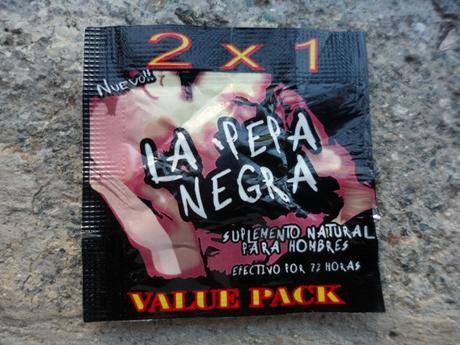 2 x 1
NUEVO!!
LA PEPA
NEGRA
SUPLEMENTO NATURAL
PARA HOMBRES
EFECTIVO POR 72 HORAS
VALUE PACK